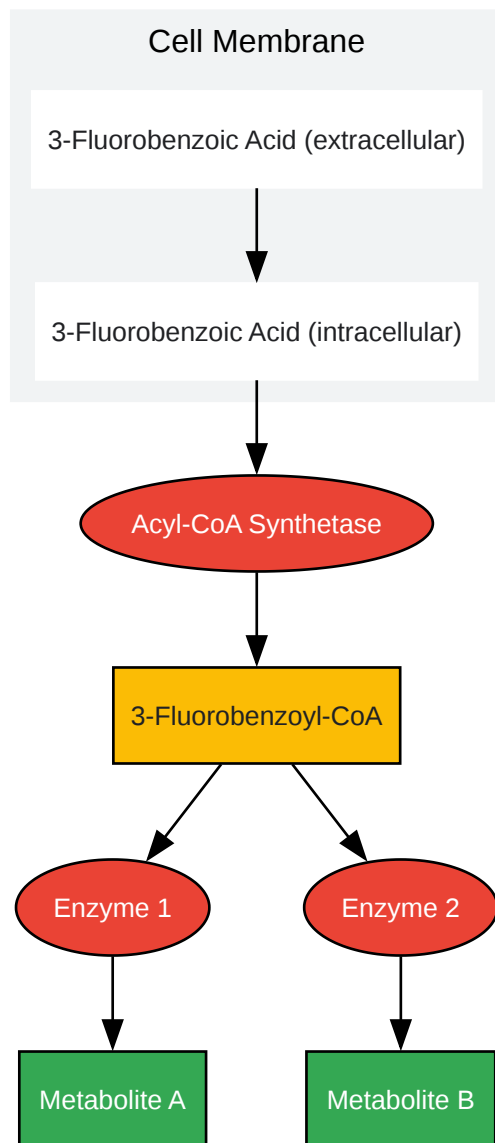 Cell Membrane
3-Fluorobenzoic Acid (extracellular)
3-Fluorobenzoic Acid (intracellular)
Acyl-CoA Synthetase
3-Fluorobenzoyl-CoA
Enzyme 1
Enzyme 2
Metabolite A
Metabolite B